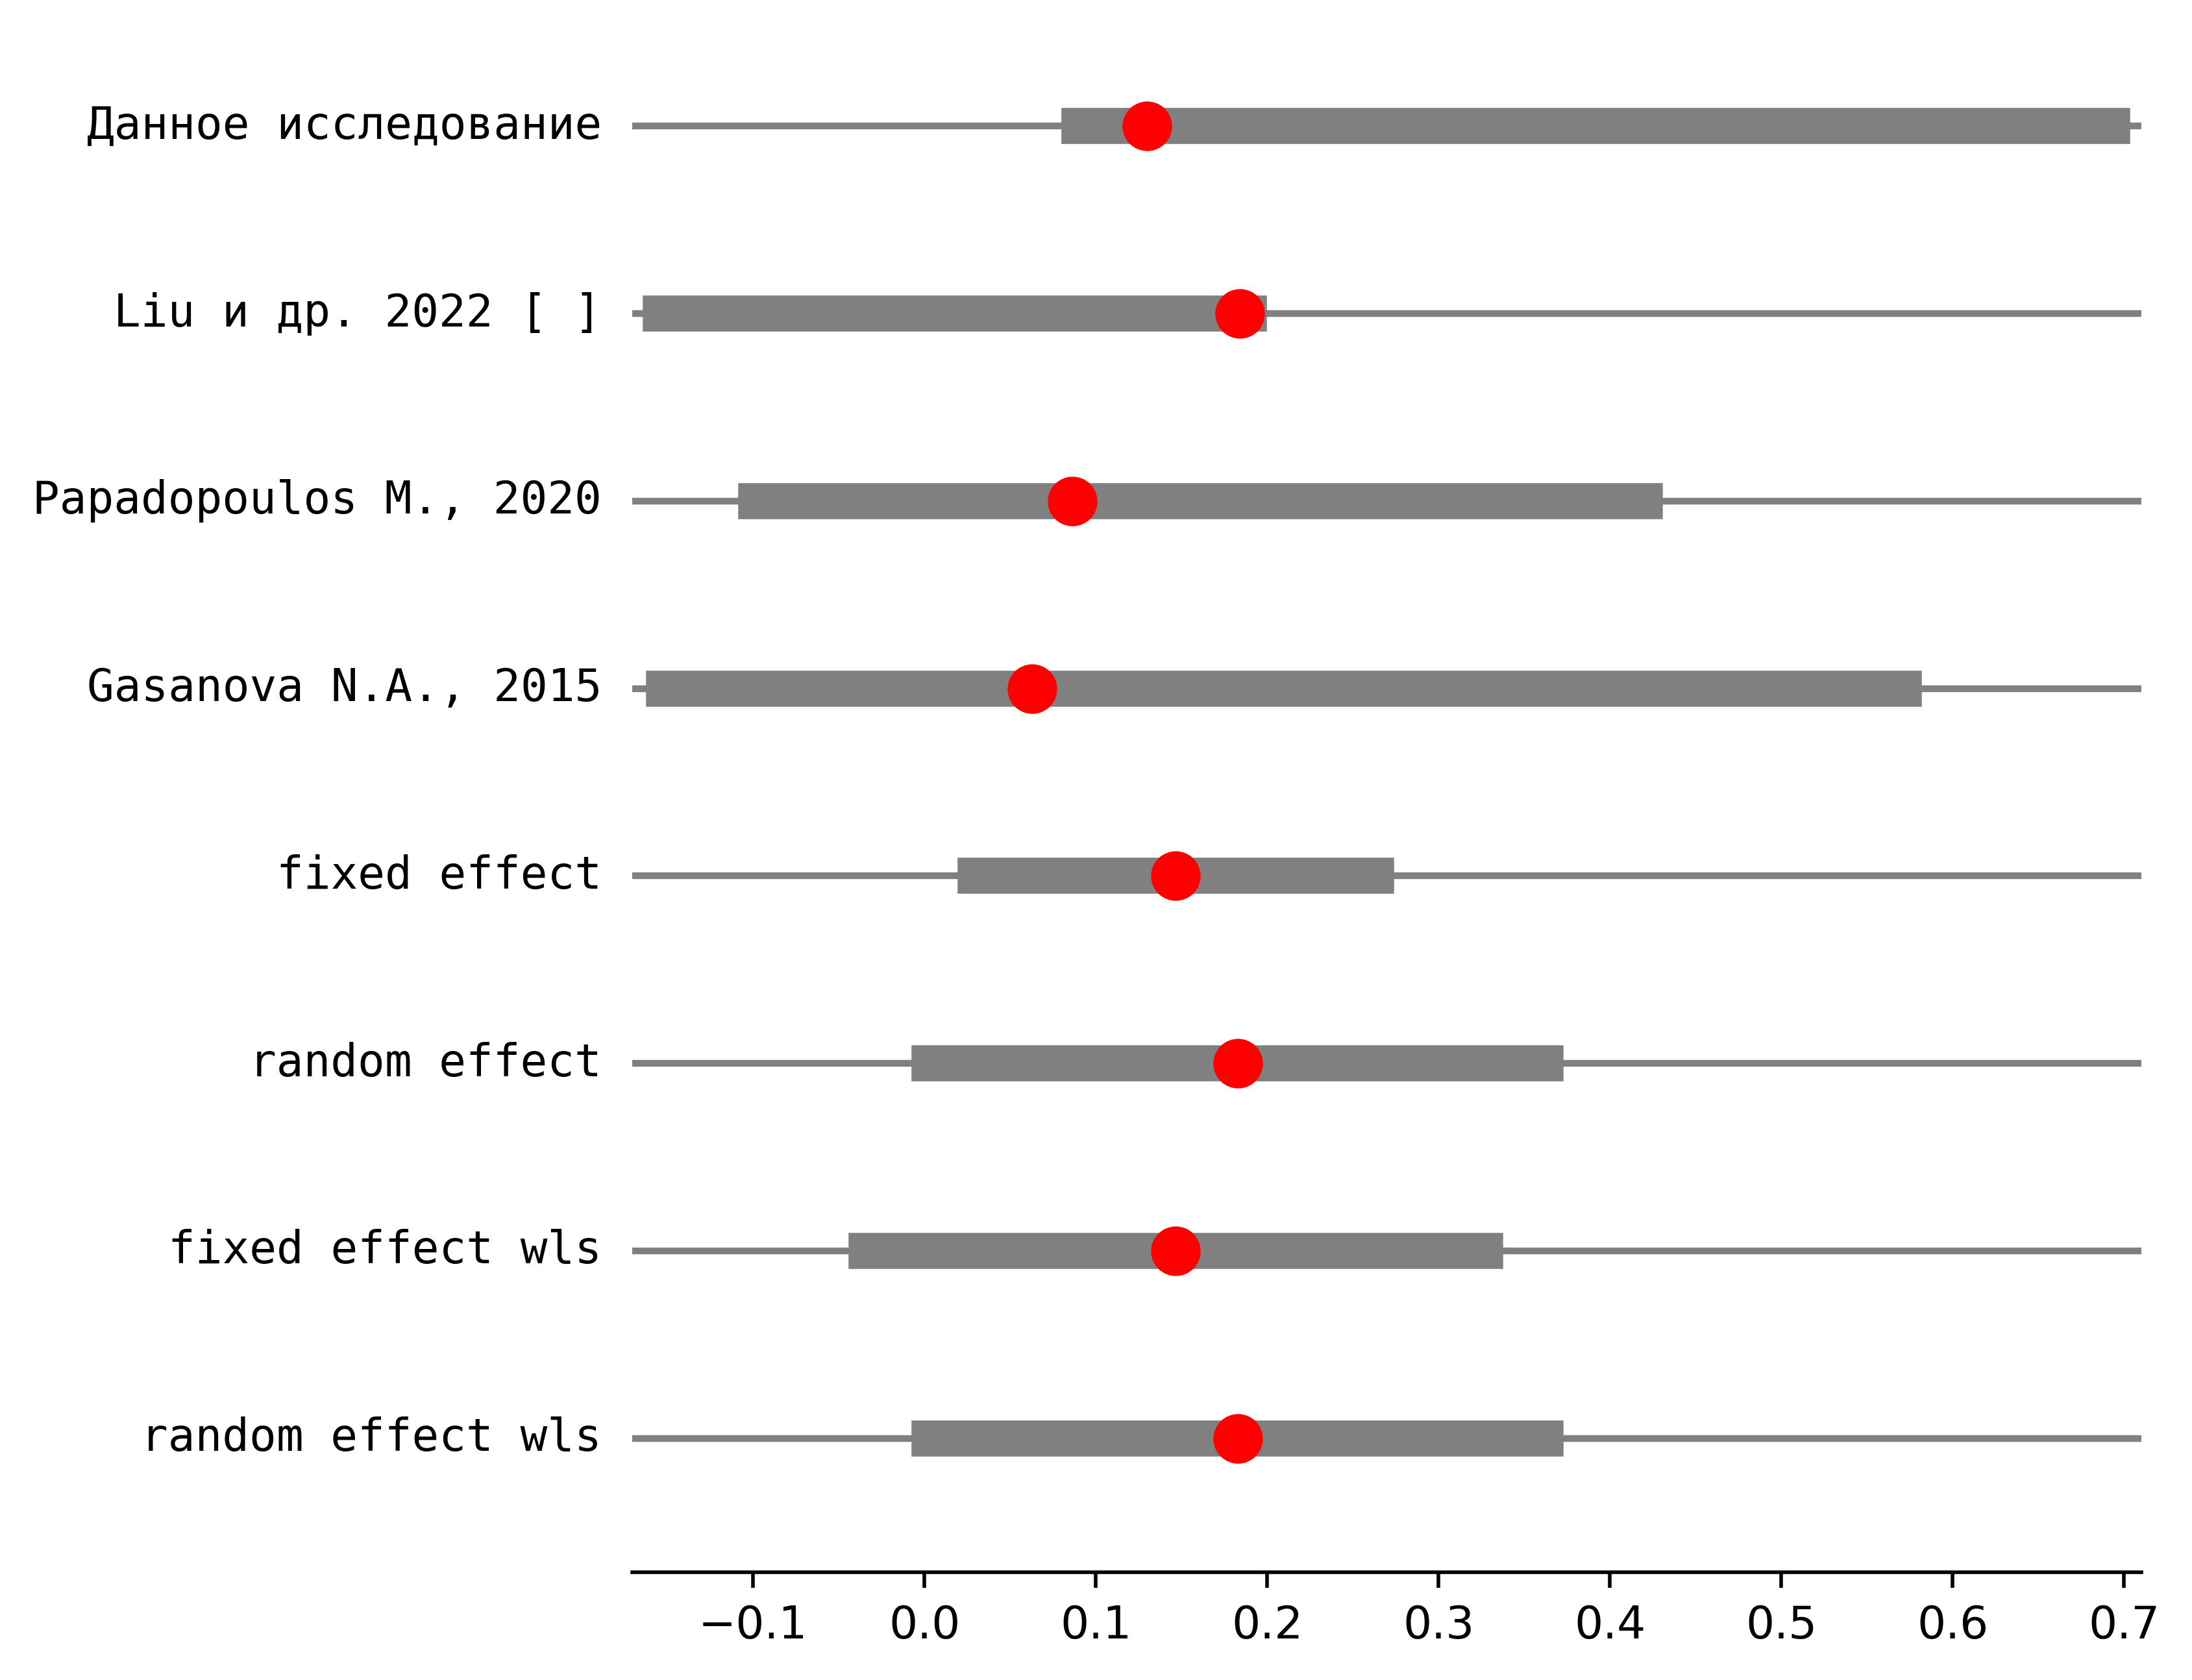 Данное исследование
Liu и др. 2022 [ ]
Papadopoulos M., 2020
Gasanova N.A., 2015
fixed effect
random effect
fixed effect wls
random effect wls
−0.1 0.0 0.1 0.2 0.3 0.4 0.5 0.6 0.7